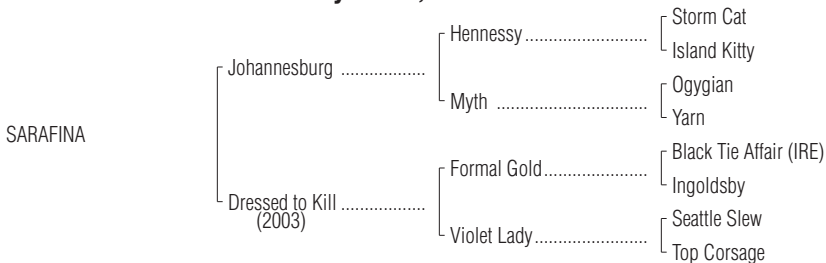 Storm Cat
Hennessy ............................
Island Kitty
Johannesburg ..................
Ogygian
Myth ..................................
Yarn
SARAFINA
Black Tie Affair (IRE)
Formal Gold.......................
Ingoldsby
Dressed to Kill ..................
(2003)
Seattle Slew
Violet Lady.........................
Top Corsage